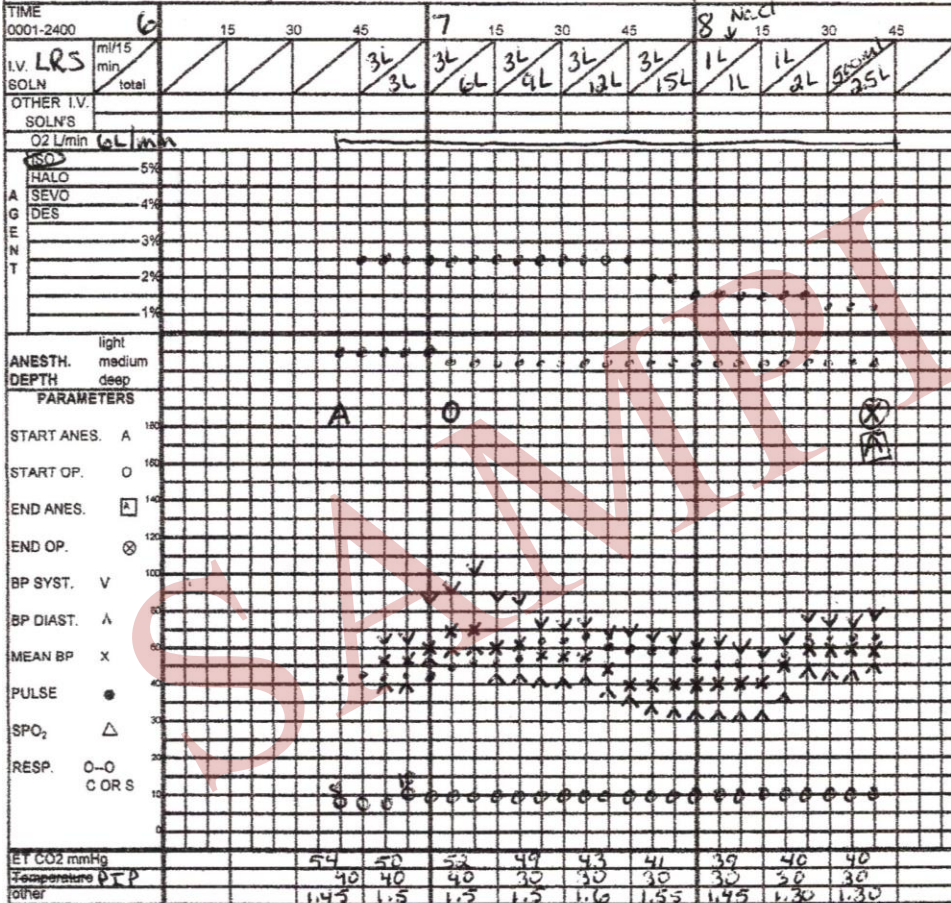 TIME
0001-2400 6 15 30 45 7 15 30 45 8 NaCl 15 30 45
I.V. LRS SOLN ml/15 min total
3L 3L 3L 3L 3L 1L 1L
3L 6L 9L 12L 15L 1L 2L 2.5L
OTHER I.V.
SOLN'S
O2 L/min 6L/min
AGENT
ISO 5%
HALO
SEVO 4%
DES
3%
2%
1%
light
ANESTH. medium
DEPTH deep
PARAMETERS
A O X A
START ANES. A 180
160
START OP. O
END ANES. A 140
120
END OP. ⊗
100
BP SYST. V
80
BP DIAST. ʌ
60
MEAN BP X
40
PULSE ●
30
SPO₂ △
20
RESP. O--O
C OR S 10
0
ET CO2 mmHg 54 50 52 49 43 41 39 40 40
Temperature PIP 40 40 40 30 30 30 30 30 30
other 1.45 1.5 1.5 1.5 1.6 1.55 1.45 1.30 1.30
SAMPL